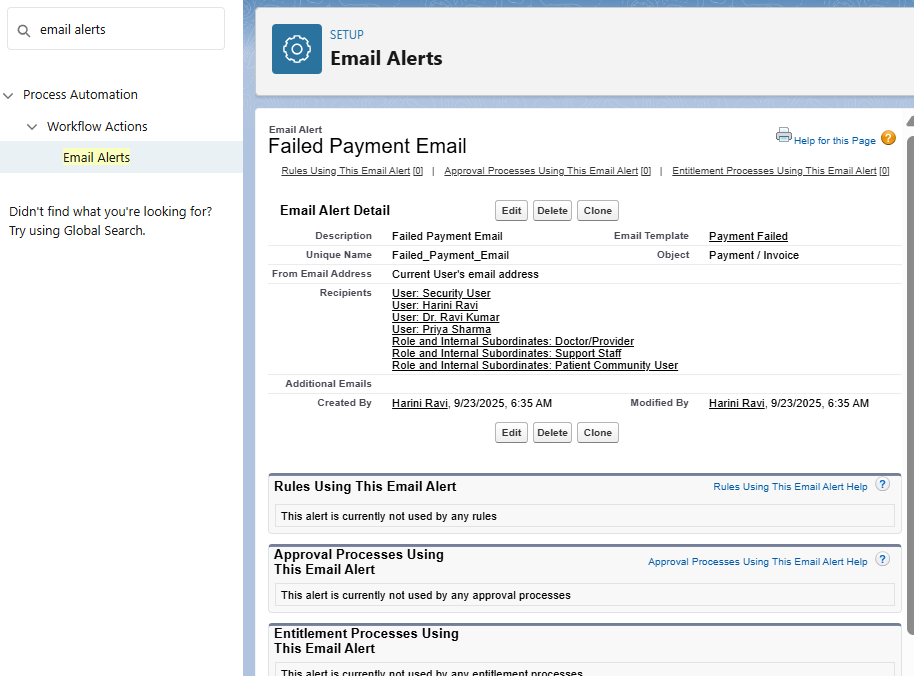 email alerts
Process Automation
Workflow Actions
Email Alerts
Didn't find what you're looking for?
Try using Global Search.
SETUP
Email Alerts
Email Alert
Failed Payment Email
Help for this Page ?
Rules Using This Email Alert [0] | Approval Processes Using This Email Alert [0] | Entitlement Processes Using This Email Alert [0]
Email Alert Detail
Edit Delete Clone
Description Failed Payment Email Email Template Payment Failed
Unique Name Failed_Payment_Email Object Payment / Invoice
From Email Address Current User's email address
Recipients User: Security User
User: Harini Ravi
User: Dr. Ravi Kumar
User: Priya Sharma
Role and Internal Subordinates: Doctor/Provider
Role and Internal Subordinates: Support Staff
Role and Internal Subordinates: Patient Community User
Additional Emails
Created By Harini Ravi, 9/23/2025, 6:35 AM Modified By Harini Ravi, 9/23/2025, 6:35 AM
Edit Delete Clone
Rules Using This Email Alert
Rules Using This Email Alert Help ?
This alert is currently not used by any rules
Approval Processes Using
This Email Alert
Approval Processes Using This Email Alert Help ?
This alert is currently not used by any approval processes
Entitlement Processes Using
This Email Alert
This alert is currently not used by any entitlement processes